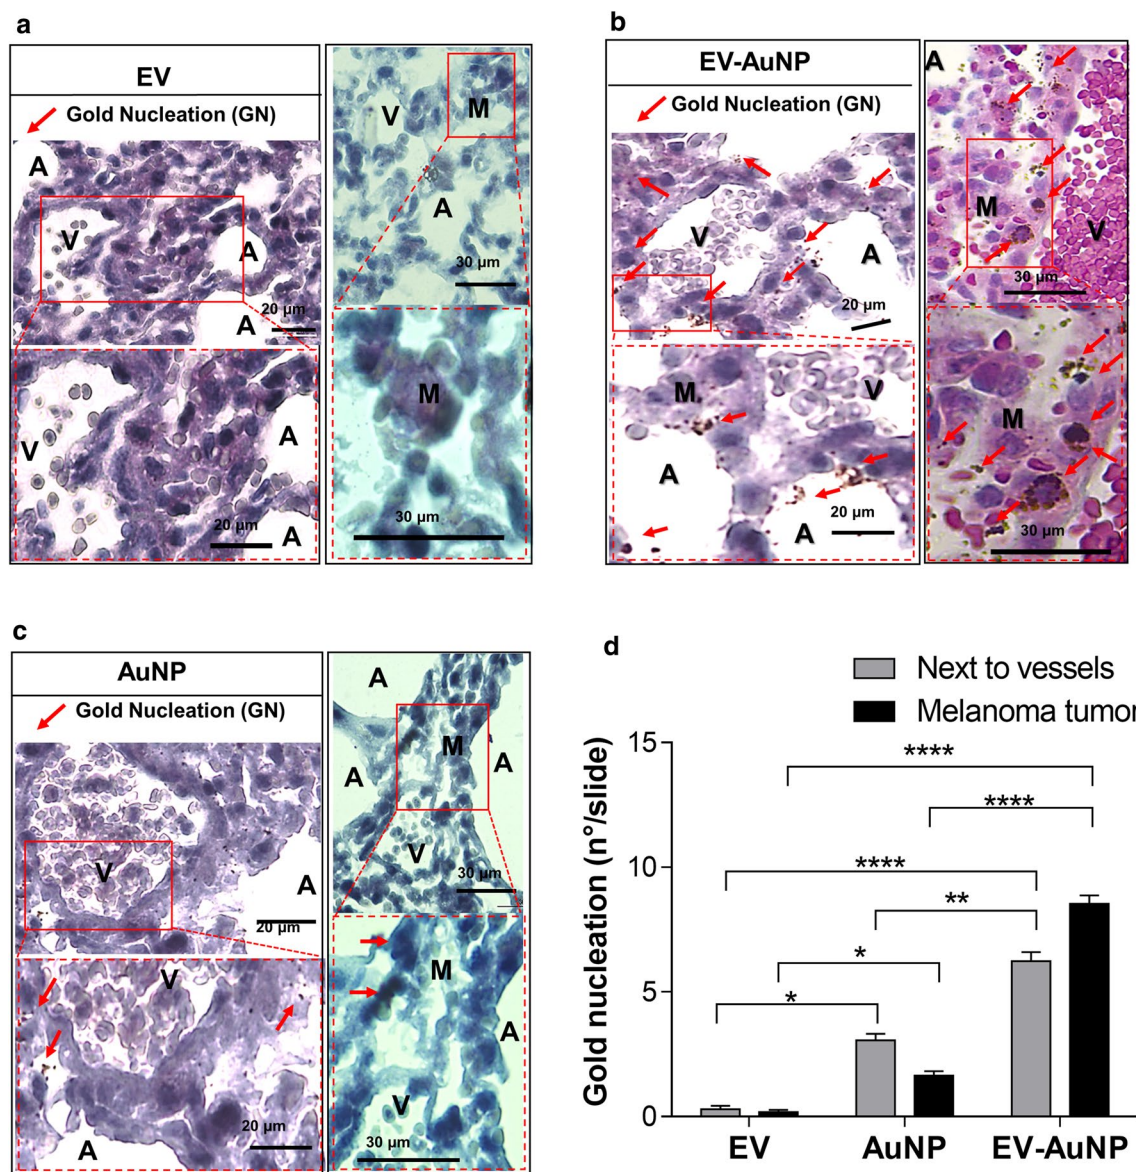 a
EV
Gold Nucleation (GN)
A
V
A
A
20 µm
V
A
A
20 µm
M
V
A
30 µm
M
30 µm
b
EV-AuNP
Gold Nucleation (GN)
V
A
20 µm
M
V
A
A
20 µm
A
M
V
30 µm
M
30 µm
c
AuNP
Gold Nucleation (GN)
V
A
20 µm
V
A
20 µm
A
M
A
A
V
30 µm
M
A
V
30 µm
d
Next to vessels
Melanoma tumor
Gold nucleation (n°/slide)
15
10
5
0
****
****
****
**
*
*
EV
AuNP
EV-AuNP